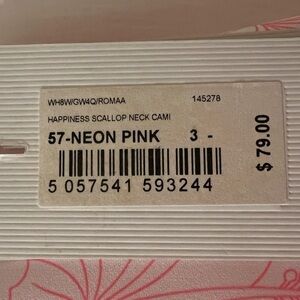 WH8W/GW4Q/ROMAA 145278
HAPPINESS SCALLOP NECK CAMI
57-NEON PINK 3 -
5 057541 593244
$ 79.00